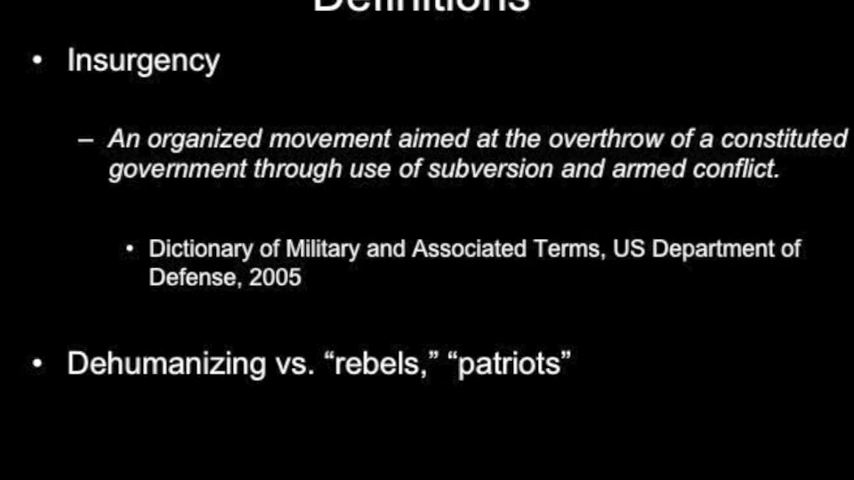 Definitions
• Insurgency
– An organized movement aimed at the overthrow of a constituted
government through use of subversion and armed conflict.
• Dictionary of Military and Associated Terms, US Department of
Defense, 2005
• Dehumanizing vs. “rebels,” “patriots”